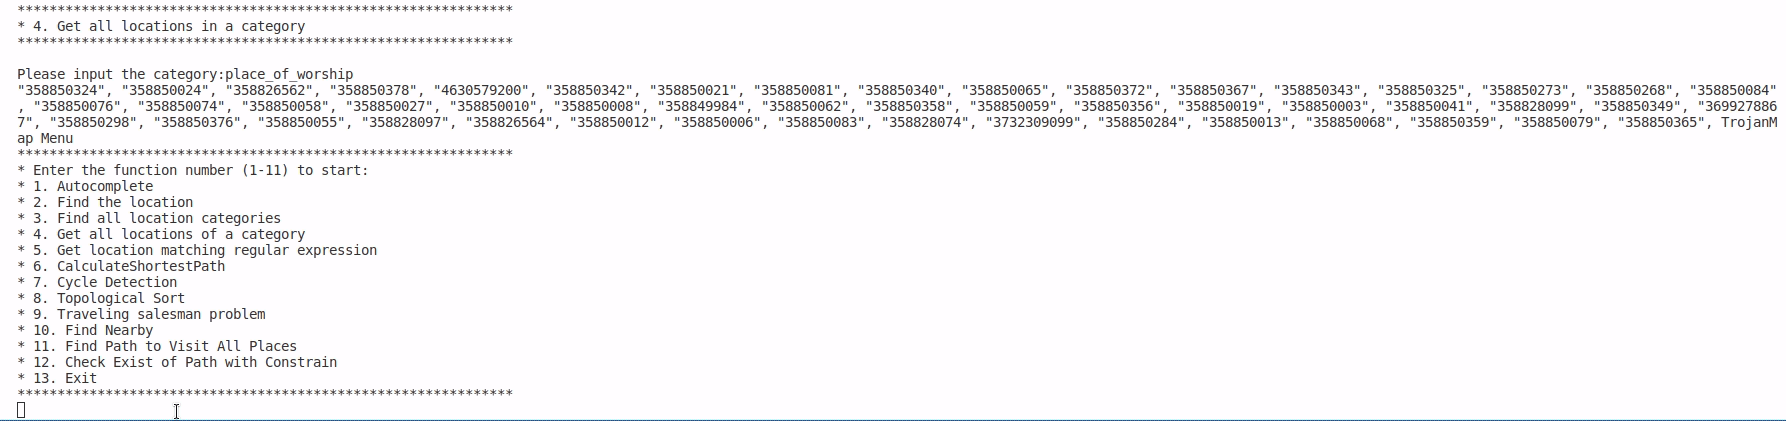 **************************************************************
* 4. Get all locations in a category
**************************************************************
Please input the category:place_of_worship
"358850324", "358850024", "358826562", "358850378", "4630579200", "358850342", "358850021", "358850081", "358850340", "358850065", "358850372", "358850367", "358850343", "358850325", "358850273", "358850268", "358850084"
, "358850076", "358850074", "358850058", "358850027", "358850010", "358850008", "358849984", "358850062", "358850358", "358850059", "358850356", "358850019", "358850003", "358850041", "358828099", "358850349", "369927886
7", "358850298", "358850376", "358850055", "358828097", "358826564", "358850012", "358850006", "358850083", "358828074", "3732309099", "358850284", "358850013", "358850068", "358850359", "358850079", "358850365", TrojanM
ap Menu
**************************************************************
* Enter the function number (1-11) to start:
* 1. Autocomplete
* 2. Find the location
* 3. Find all location categories
* 4. Get all locations of a category
* 5. Get location matching regular expression
* 6. CalculateShortestPath
* 7. Cycle Detection
* 8. Topological Sort
* 9. Traveling salesman problem
* 10. Find Nearby
* 11. Find Path to Visit All Places
* 12. Check Exist of Path with Constrain
* 13. Exit
**************************************************************